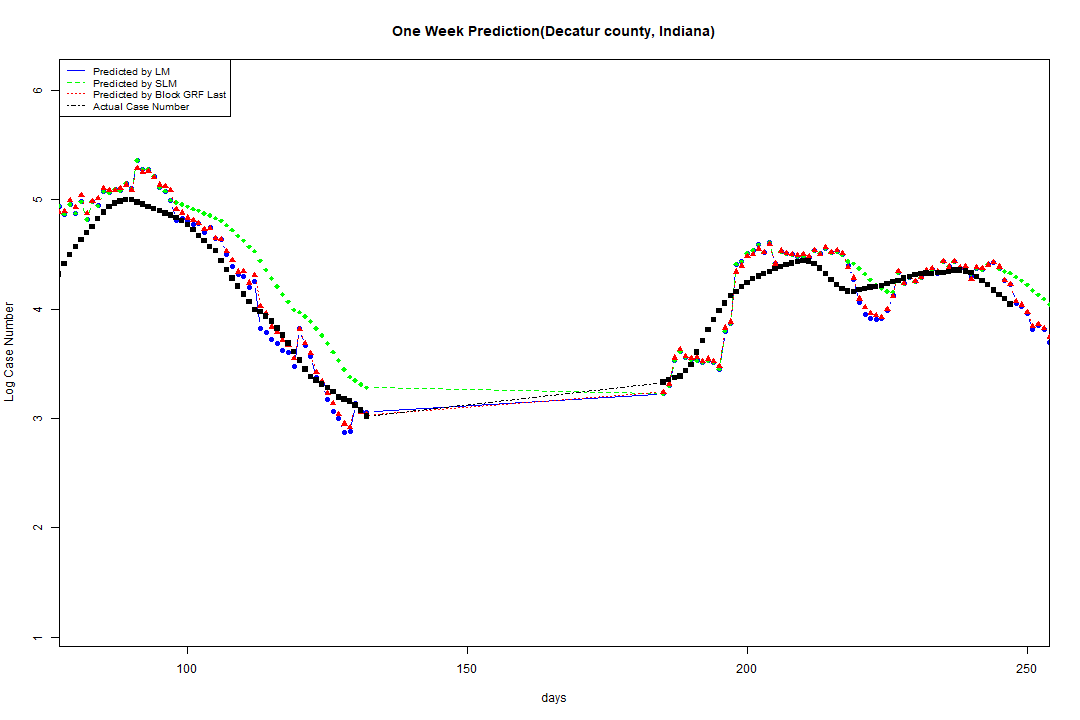 One Week Prediction(Decatur county, Indiana)
Predicted by LM
Predicted by SLM
Predicted by Block GRF Last
Actual Case Number
Log Case Number
6
5
4
3
2
1
100 150 200 250
days